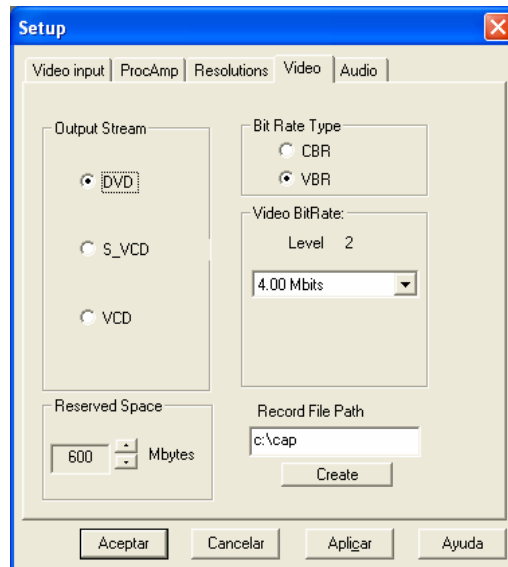 Setup
Video input ProcAmp Resolutions Video Audio
Output Stream
DVD
S_VCD
VCD
Bit Rate Type
CBR
VBR
Video BitRate:
Level 2
4.00 Mbits
Reserved Space
600 Mbytes
Record File Path
c:\cap
Create
Aceptar Cancelar Aplicar Ayuda